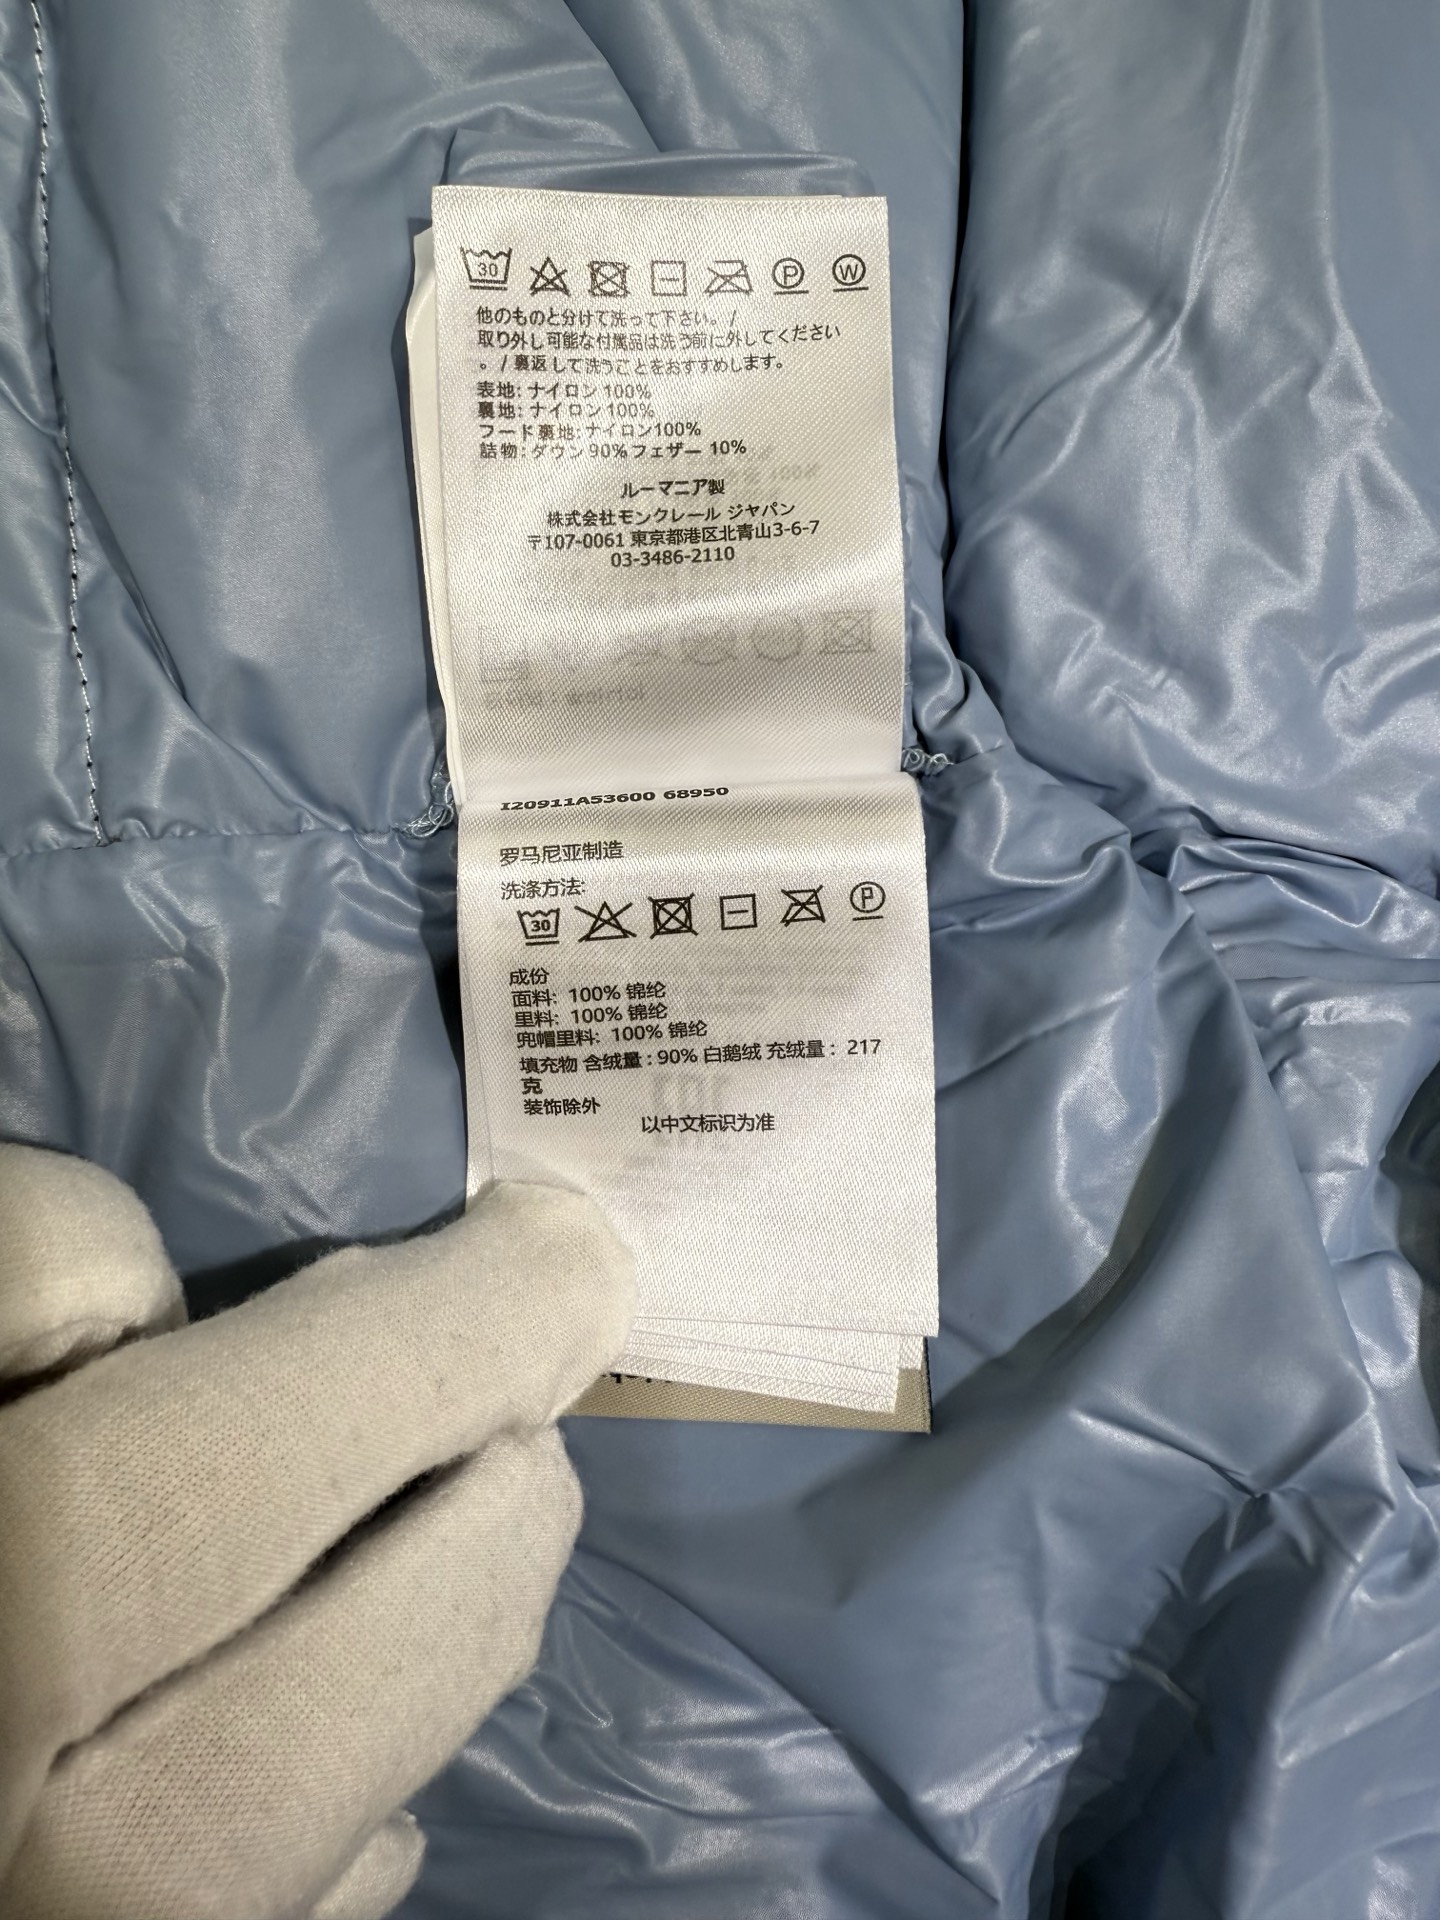 30 P W
他のものと分けて洗って下さい。/
取り外し可能な付属品は洗う前に外してください
。/裏返して洗うことをおすすめします。
表地: ナイロン 100%
裏地: ナイロン 100%
フード裏地: ナイロン100%
詰物: ダウン 90%フェザー 10%
ルーマニア製
株式会社モンクレール ジャパン
〒107-0061 東京都港区北青山3-6-7
03-3486-2110
I20911A53600 68950
罗马尼亚制造
洗涤方法:
30 P
成份
面料: 100% 锦纶
里料: 100% 锦纶
兜帽里料: 100% 锦纶
填充物 含绒量 : 90% 白鹅绒 充绒量 : 217
克
装饰除外
以中文标识为准